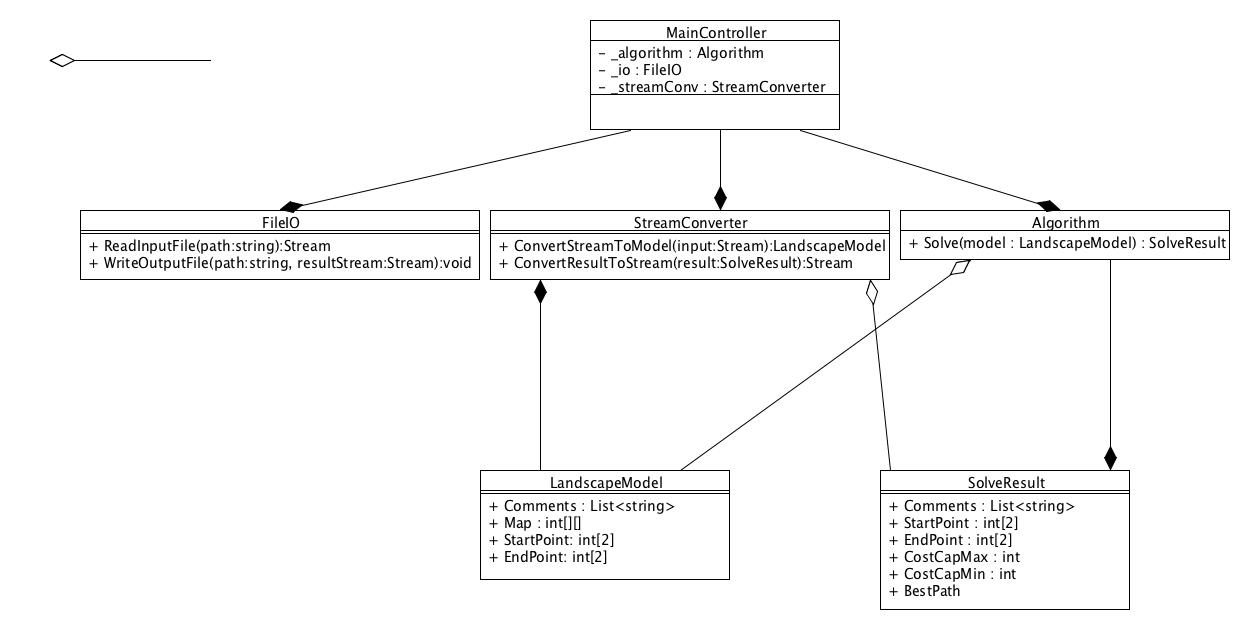 MainController
– _algorithm : Algorithm
– _io : FileIO
– _streamConv : StreamConverter
FileIO
+ ReadInputFile(path:string):Stream
+ WriteOutputFile(path:string, resultStream:Stream):void
StreamConverter
+ ConvertStreamToModel(input:Stream):LandscapeModel
+ ConvertResultToStream(result:SolveResult):Stream
Algorithm
+ Solve(model : LandscapeModel) : SolveResult
LandscapeModel
+ Comments : List<string>
+ Map : int[][]
+ StartPoint: int[2]
+ EndPoint: int[2]
SolveResult
+ Comments : List<string>
+ StartPoint : int[2]
+ EndPoint : int[2]
+ CostCapMax : int
+ CostCapMin : int
+ BestPath